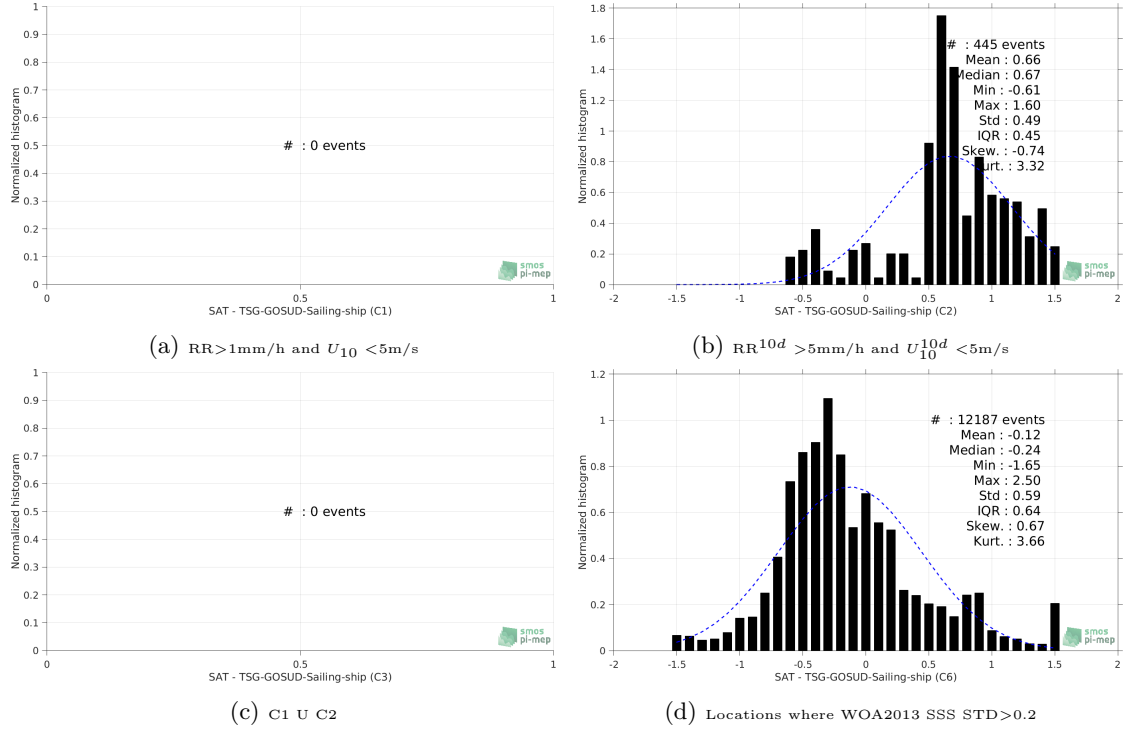 1
0.9
0.8
0.7
0.6
0.5
0.4
0.3
0.2
0.1
0
Normalized histogram
# : 0 events
smos
pi-mep
0 0.5 1
SAT - TSG-GOSUD-Sailing-ship (C1)
(a) RR>1mm/h and U10 <5m/s
1.8
1.6
1.4
1.2
1
0.8
0.6
0.4
0.2
0
Normalized histogram
# : 445 events
Mean : 0.66
Median : 0.67
Min : -0.61
Max : 1.60
Std : 0.49
IQR : 0.45
Skew. : -0.74
Kurt. : 3.32
smos
pi-mep
-2 -1 -0.5 0 0.5 1 1.5 2
SAT - TSG-GOSUD-Sailing-ship (C2)
(b) RR^10d >5mm/h and U10^10d <5m/s
1
0.9
0.8
0.7
0.6
0.5
0.4
0.3
0.2
0.1
0
Normalized histogram
# : 0 events
smos
pi-mep
0 0.5 1
SAT - TSG-GOSUD-Sailing-ship (C3)
(c) C1 U C2
1.2
1
0.8
0.6
0.4
0.2
0
Normalized histogram
# : 12187 events
Mean : -0.12
Median : -0.24
Min : -1.65
Max : 2.50
Std : 0.59
IQR : 0.64
Skew. : 0.67
Kurt. : 3.66
smos
pi-mep
-2 -1.5 -1 -0.5 0 0.5 1 1.5 2
SAT - TSG-GOSUD-Sailing-ship (C6)
(d) Locations where WOA2013 SSS STD>0.2